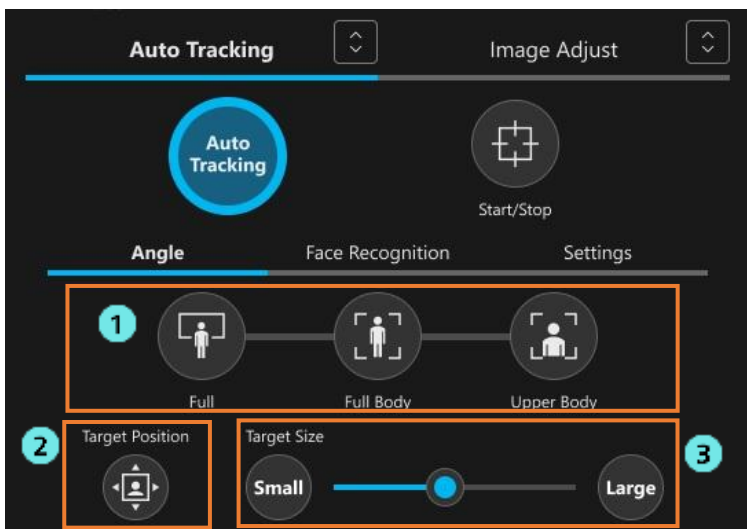 Auto Tracking
Image Adjust
Auto
Tracking
Start/Stop
Angle
Face Recognition
Settings
1
Full
Full Body
Upper Body
2
Target Position
Target Size
3
Small
Large